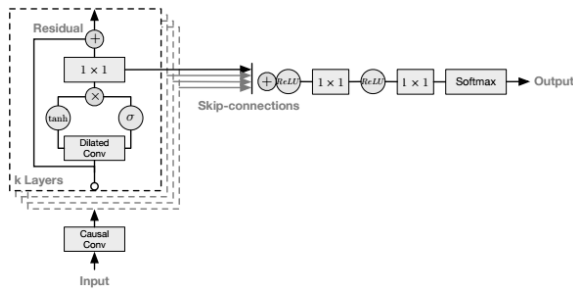 Residual
+
1 × 1
×
tanh
σ
Dilated
Conv
k Layers
Causal
Conv
Input
Skip-connections
+
ReLU
1 × 1
ReLU
1 × 1
Softmax
Output